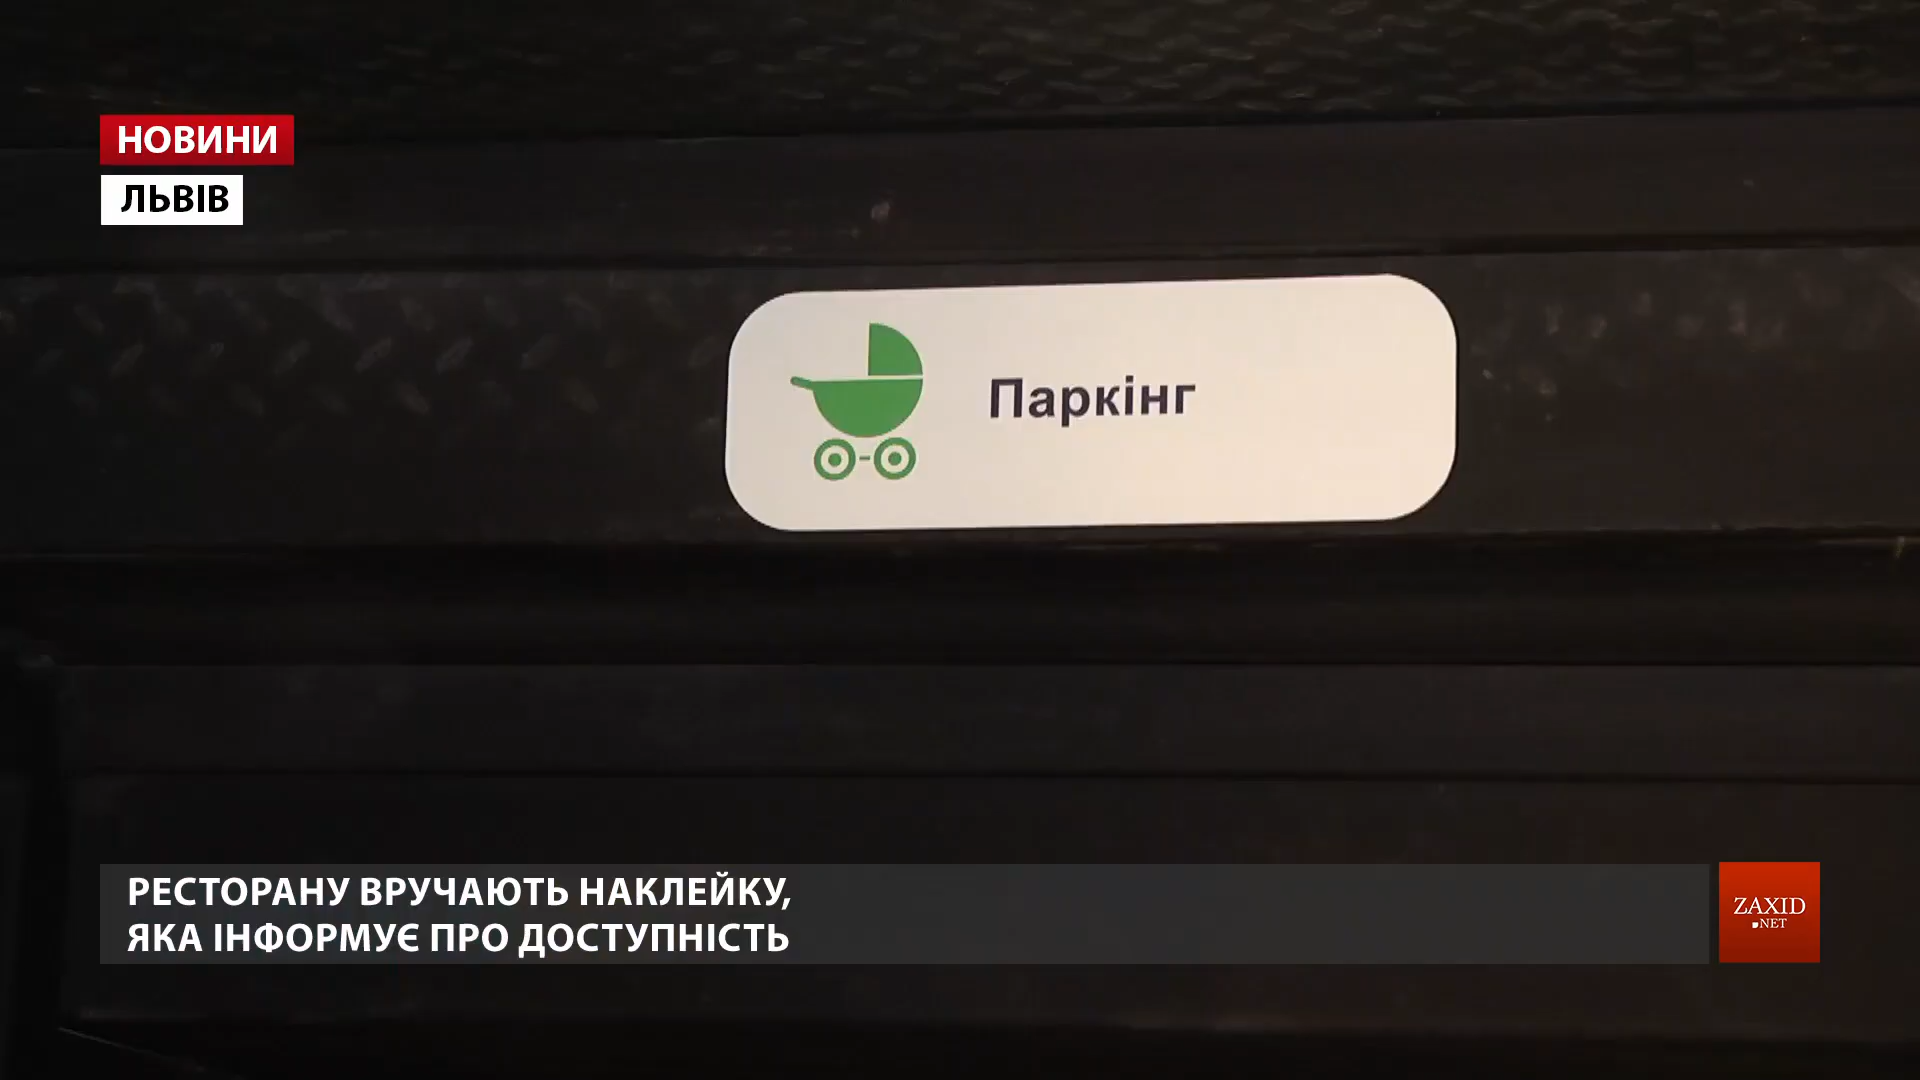 НОВИНИ
ЛЬВІВ
Паркінг
РЕСТОРАНУ ВРУЧАЮТЬ НАКЛЕЙКУ,
ЯКА ІНФОРМУЄ ПРО ДОСТУПНІСТЬ
ZAXID
.NET